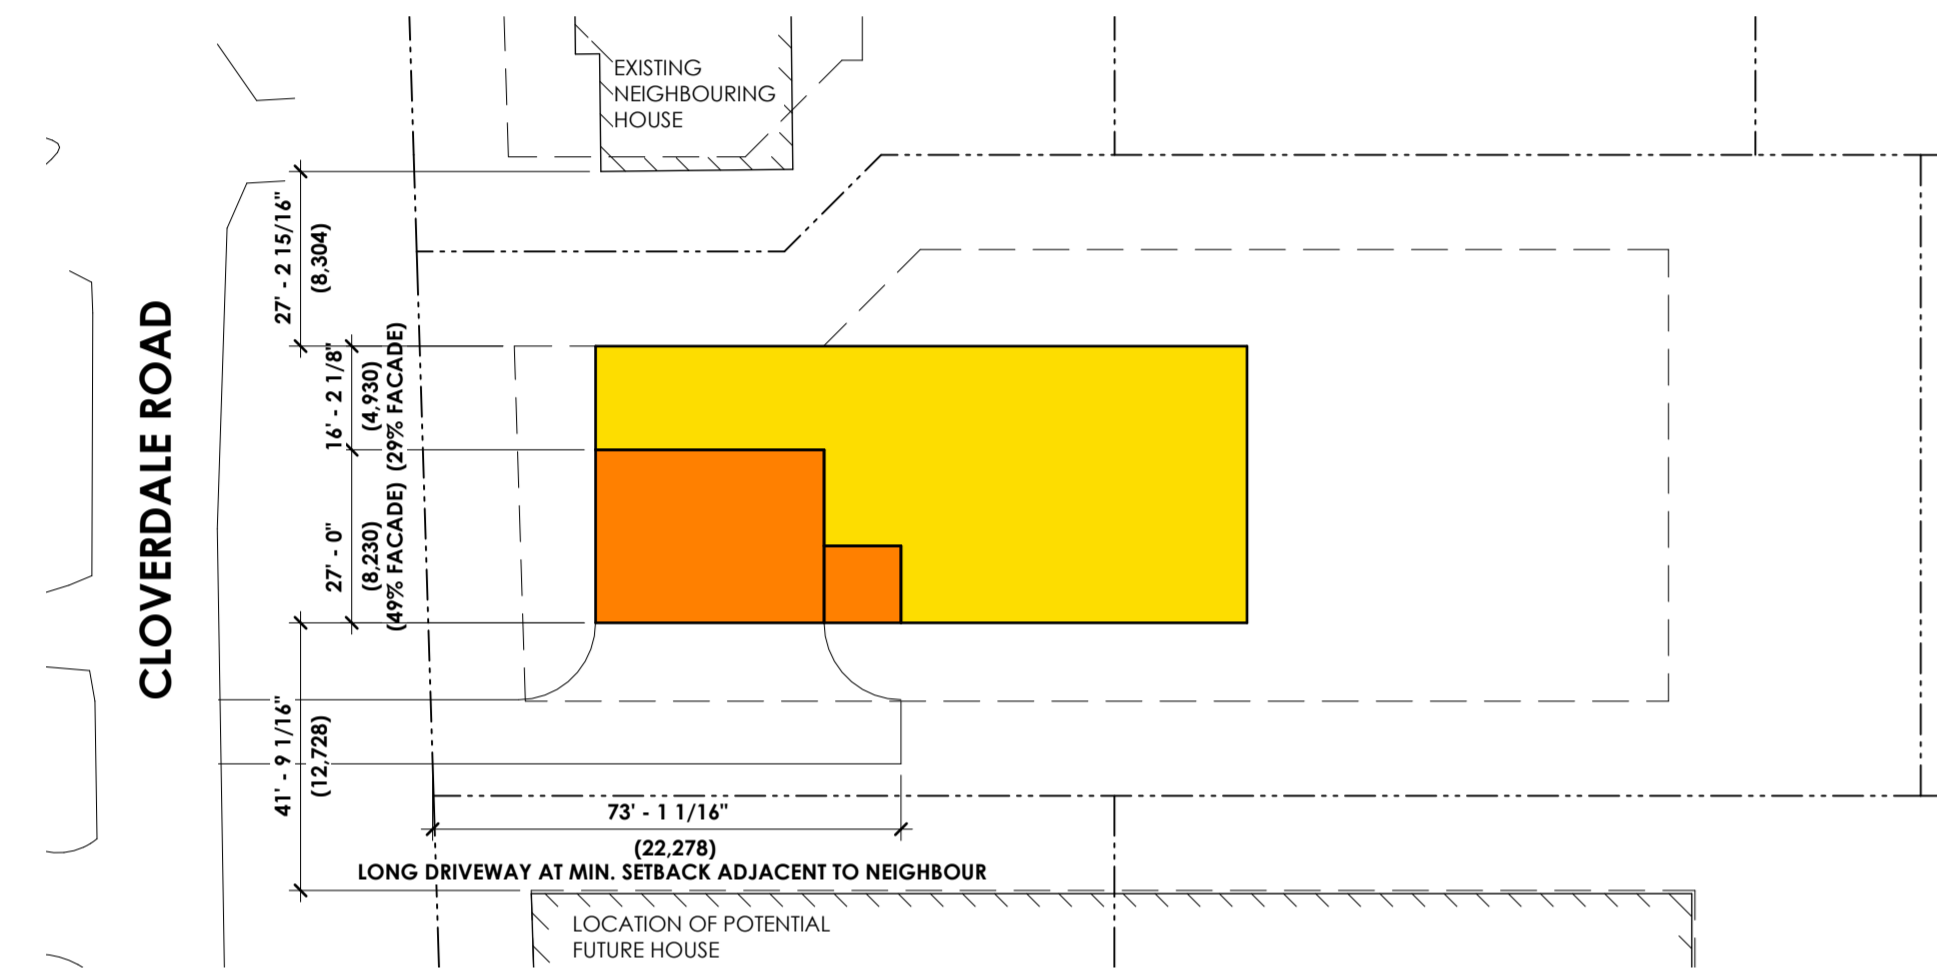 EXISTING
NEIGHBOURING
HOUSE
CLOVERDALE ROAD
27' - 2 15/16"
(8,304)
16' - 2 1/8"
(4,930)
(29% FACADE)
27' - 0"
(8,230)
(49% FACADE)
41' - 9 1/16"
(12,728)
73' - 1 1/16"
(22,278)
LONG DRIVEWAY AT MIN. SETBACK ADJACENT TO NEIGHBOUR
LOCATION OF POTENTIAL
FUTURE HOUSE